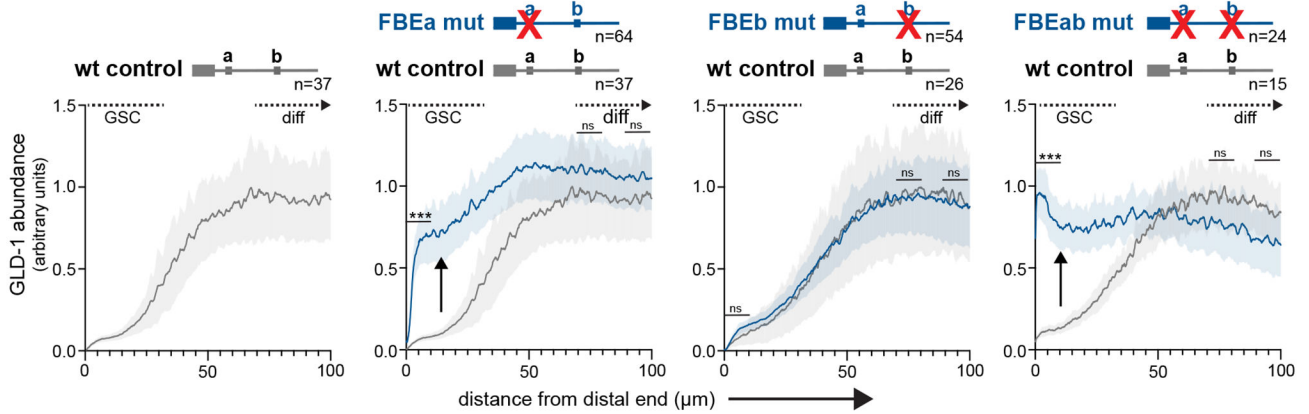 FBEa mut
a
b
n=64
FBEb mut
a
b
n=54
FBEab mut
a
b
n=24
wt control
a
b
n=37
wt control
a
b
n=37
wt control
a
b
n=26
wt control
a
b
n=15
GLD-1 abundance
(arbitrary units)
1.5
1.0
0.5
0.0
0
50
100
GSC
diff
1.5
1.0
0.5
0.0
0
50
100
GSC
diff
ns
ns
***
1.5
1.0
0.5
0.0
0
50
100
GSC
diff
ns
ns
ns
1.5
1.0
0.5
0.0
0
50
100
GSC
diff
ns
ns
***
distance from distal end (µm)